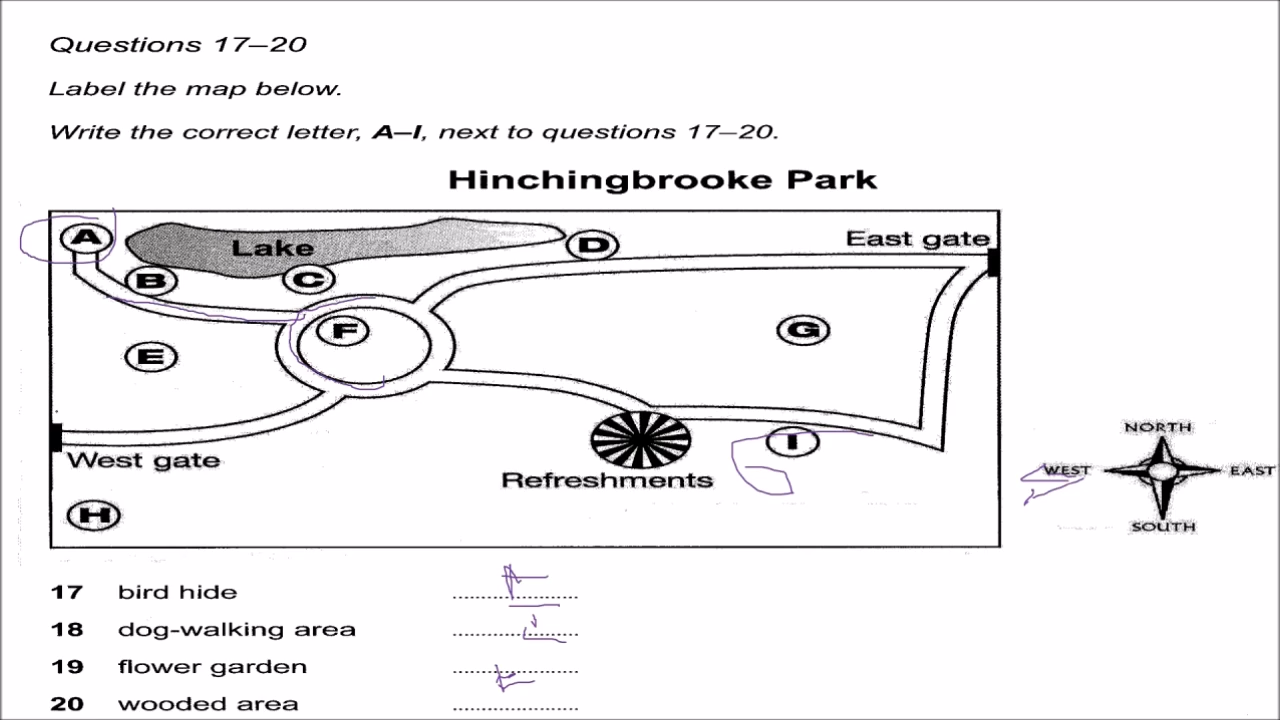 Questions 17–20
Label the map below.
Write the correct letter, A–I, next to questions 17–20.
Hinchingbrooke Park
A
Lake
D
East gate
B
C
F
G
E
NORTH
West gate
I
WEST
EAST
Refreshments
H
SOUTH
17 bird hide ....................
18 dog-walking area ....................
19 flower garden ....................
20 wooded area ....................